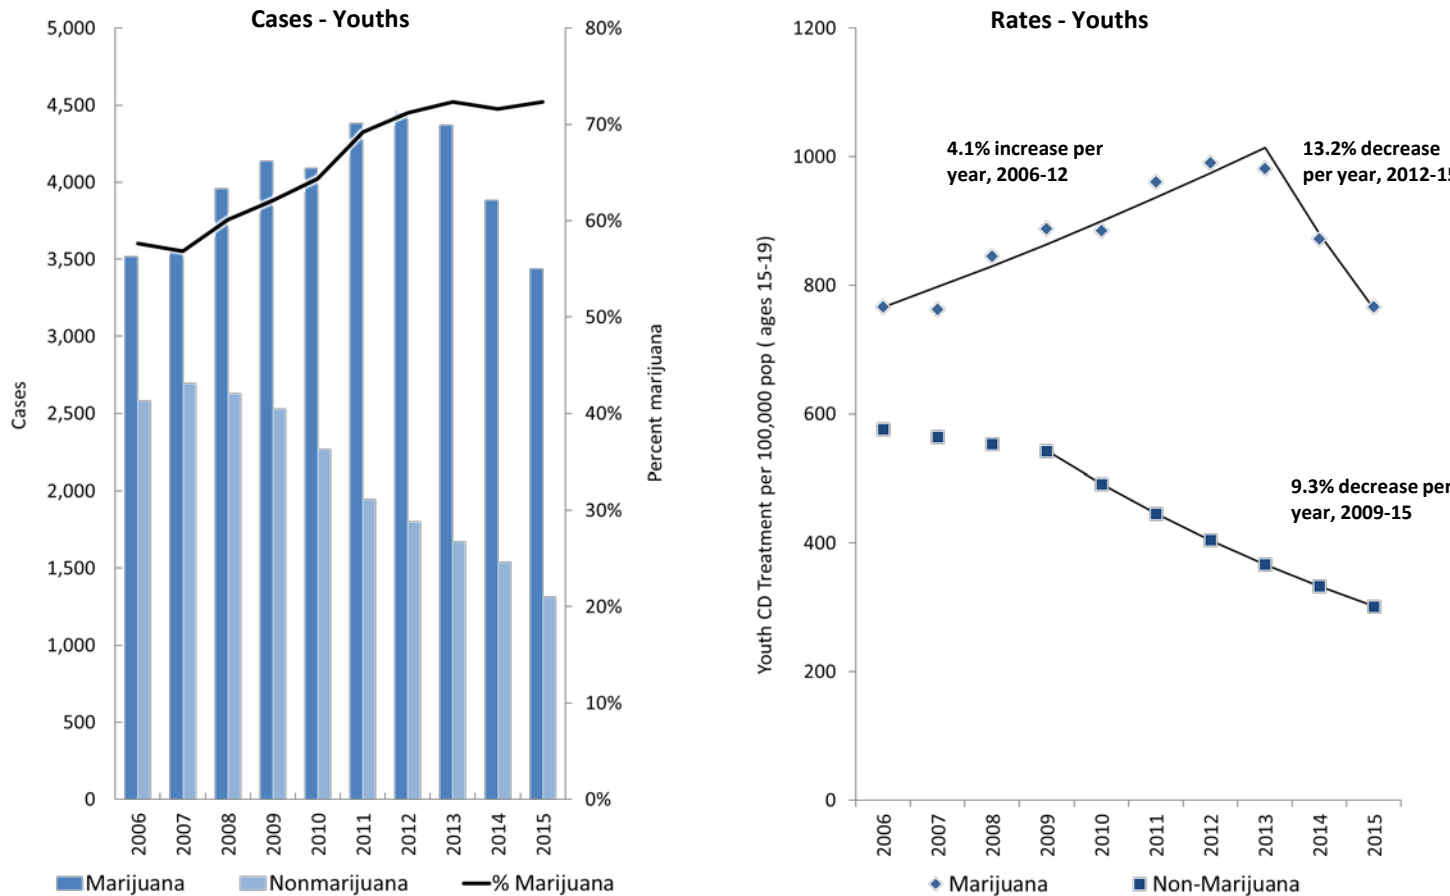 Cases - Youths
5,000
4,500
4,000
3,500
3,000
2,500
2,000
1,500
1,000
500
0
Cases
80%
70%
60%
50%
40%
30%
20%
10%
0%
Percent marijuana
2006
2007
2008
2009
2010
2011
2012
2013
2014
2015
Marijuana
Nonmarijuana
% Marijuana
Rates - Youths
1200
1000
800
600
400
200
0
Youth CD Treatment per 100,000 pop ( ages 15-19)
4.1% increase per
year, 2006-12
13.2% decrease
per year, 2012-15
9.3% decrease per
year, 2009-15
2006
2007
2008
2009
2010
2011
2012
2013
2014
2015
Marijuana
Non-Marijuana